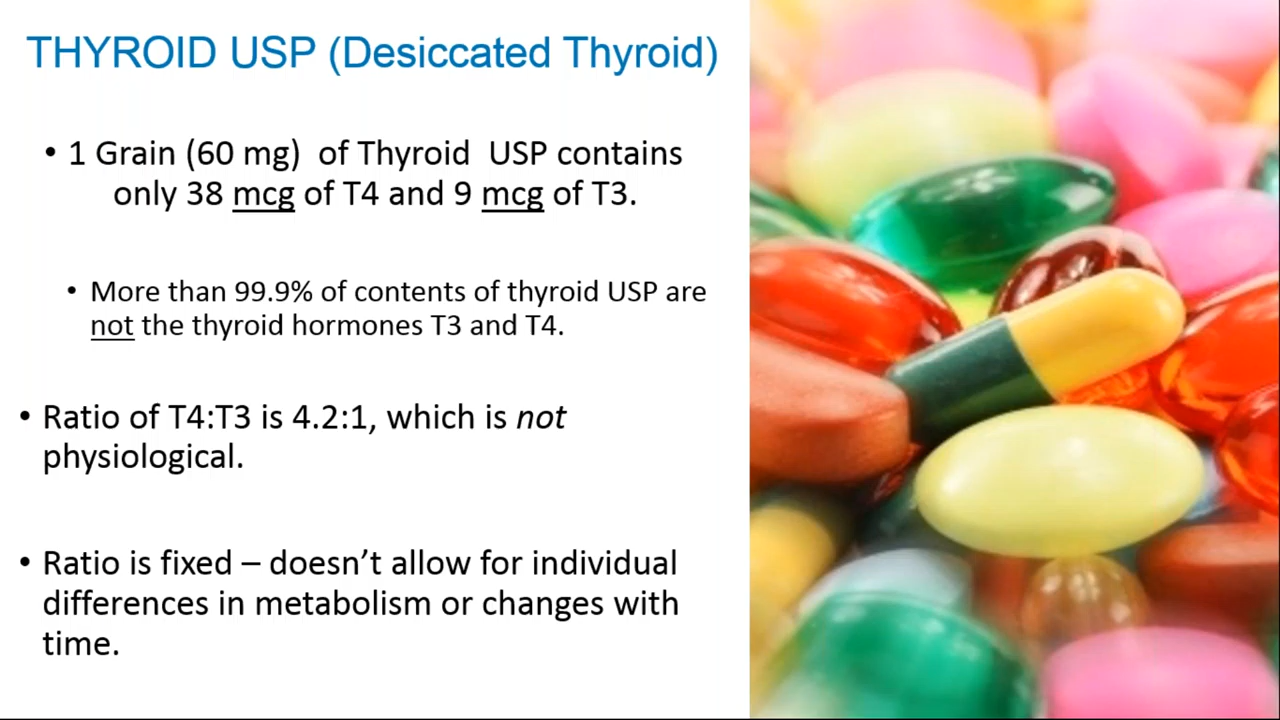 THYROID USP (Desiccated Thyroid)
• 1 Grain (60 mg)  of Thyroid  USP contains
only 38 mcg of T4 and 9 mcg of T3.
• More than 99.9% of contents of thyroid USP are
not the thyroid hormones T3 and T4.
• Ratio of T4:T3 is 4.2:1, which is not
physiological.
• Ratio is fixed – doesn’t allow for individual
differences in metabolism or changes with
time.